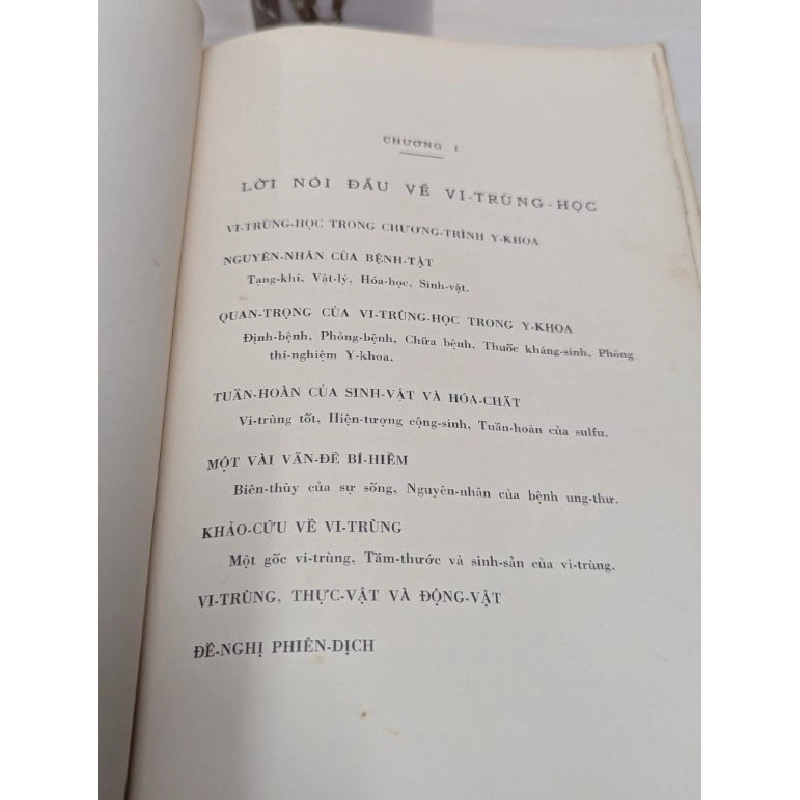 CHƯƠNG I
LỜI NÓI ĐẦU VỀ VI-TRÙNG-HỌC
VI-TRÙNG-HỌC TRONG CHƯƠNG-TRÌNH Y-KHOA
NGUYÊN-NHÂN CỦA BỆNH-TẬT
Tạng-khí, Vật-lý, Hóa-học, Sinh-vật.
QUAN-TRỌNG CỦA VI-TRÙNG-HỌC TRONG Y-KHOA
Định-bệnh, Phòng-bệnh, Chữa bệnh, Thuốc kháng-sinh, Phòng
thí-nghiệm Y-khoa.
TUẦN-HOÀN CỦA SINH-VẬT VÀ HÓA-CHẤT
Vi-trùng tốt, Hiện-tượng cộng-sinh, Tuần-hoàn của sulfu.
MỘT VÀI VẤN-ĐỀ BÍ-HIỂM
Biên-thùy của sự sống, Nguyên-nhân của bệnh ung-thư.
KHẢO-CỨU VỀ VI-TRÙNG
Một gốc vi-trùng, Tầm-thước và sinh-sản của vi-trùng.
VI-TRÙNG, THỰC-VẬT VÀ ĐỘNG-VẬT
ĐỀ-NGHỊ PHIÊN-DỊCH